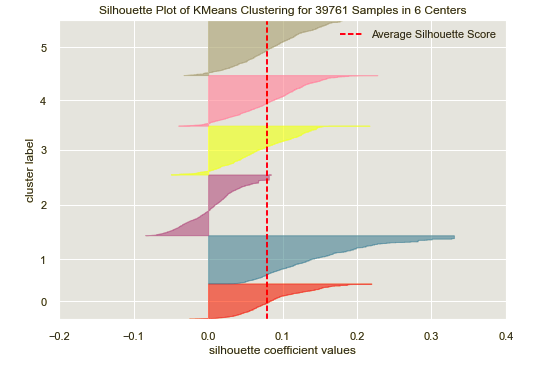 Silhouette Plot of KMeans Clustering for 39761 Samples in 6 Centers
Average Silhouette Score
cluster label
5
4
3
2
1
0
−0.2 −0.1 0.0 0.1 0.2 0.3 0.4
silhouette coefficient values